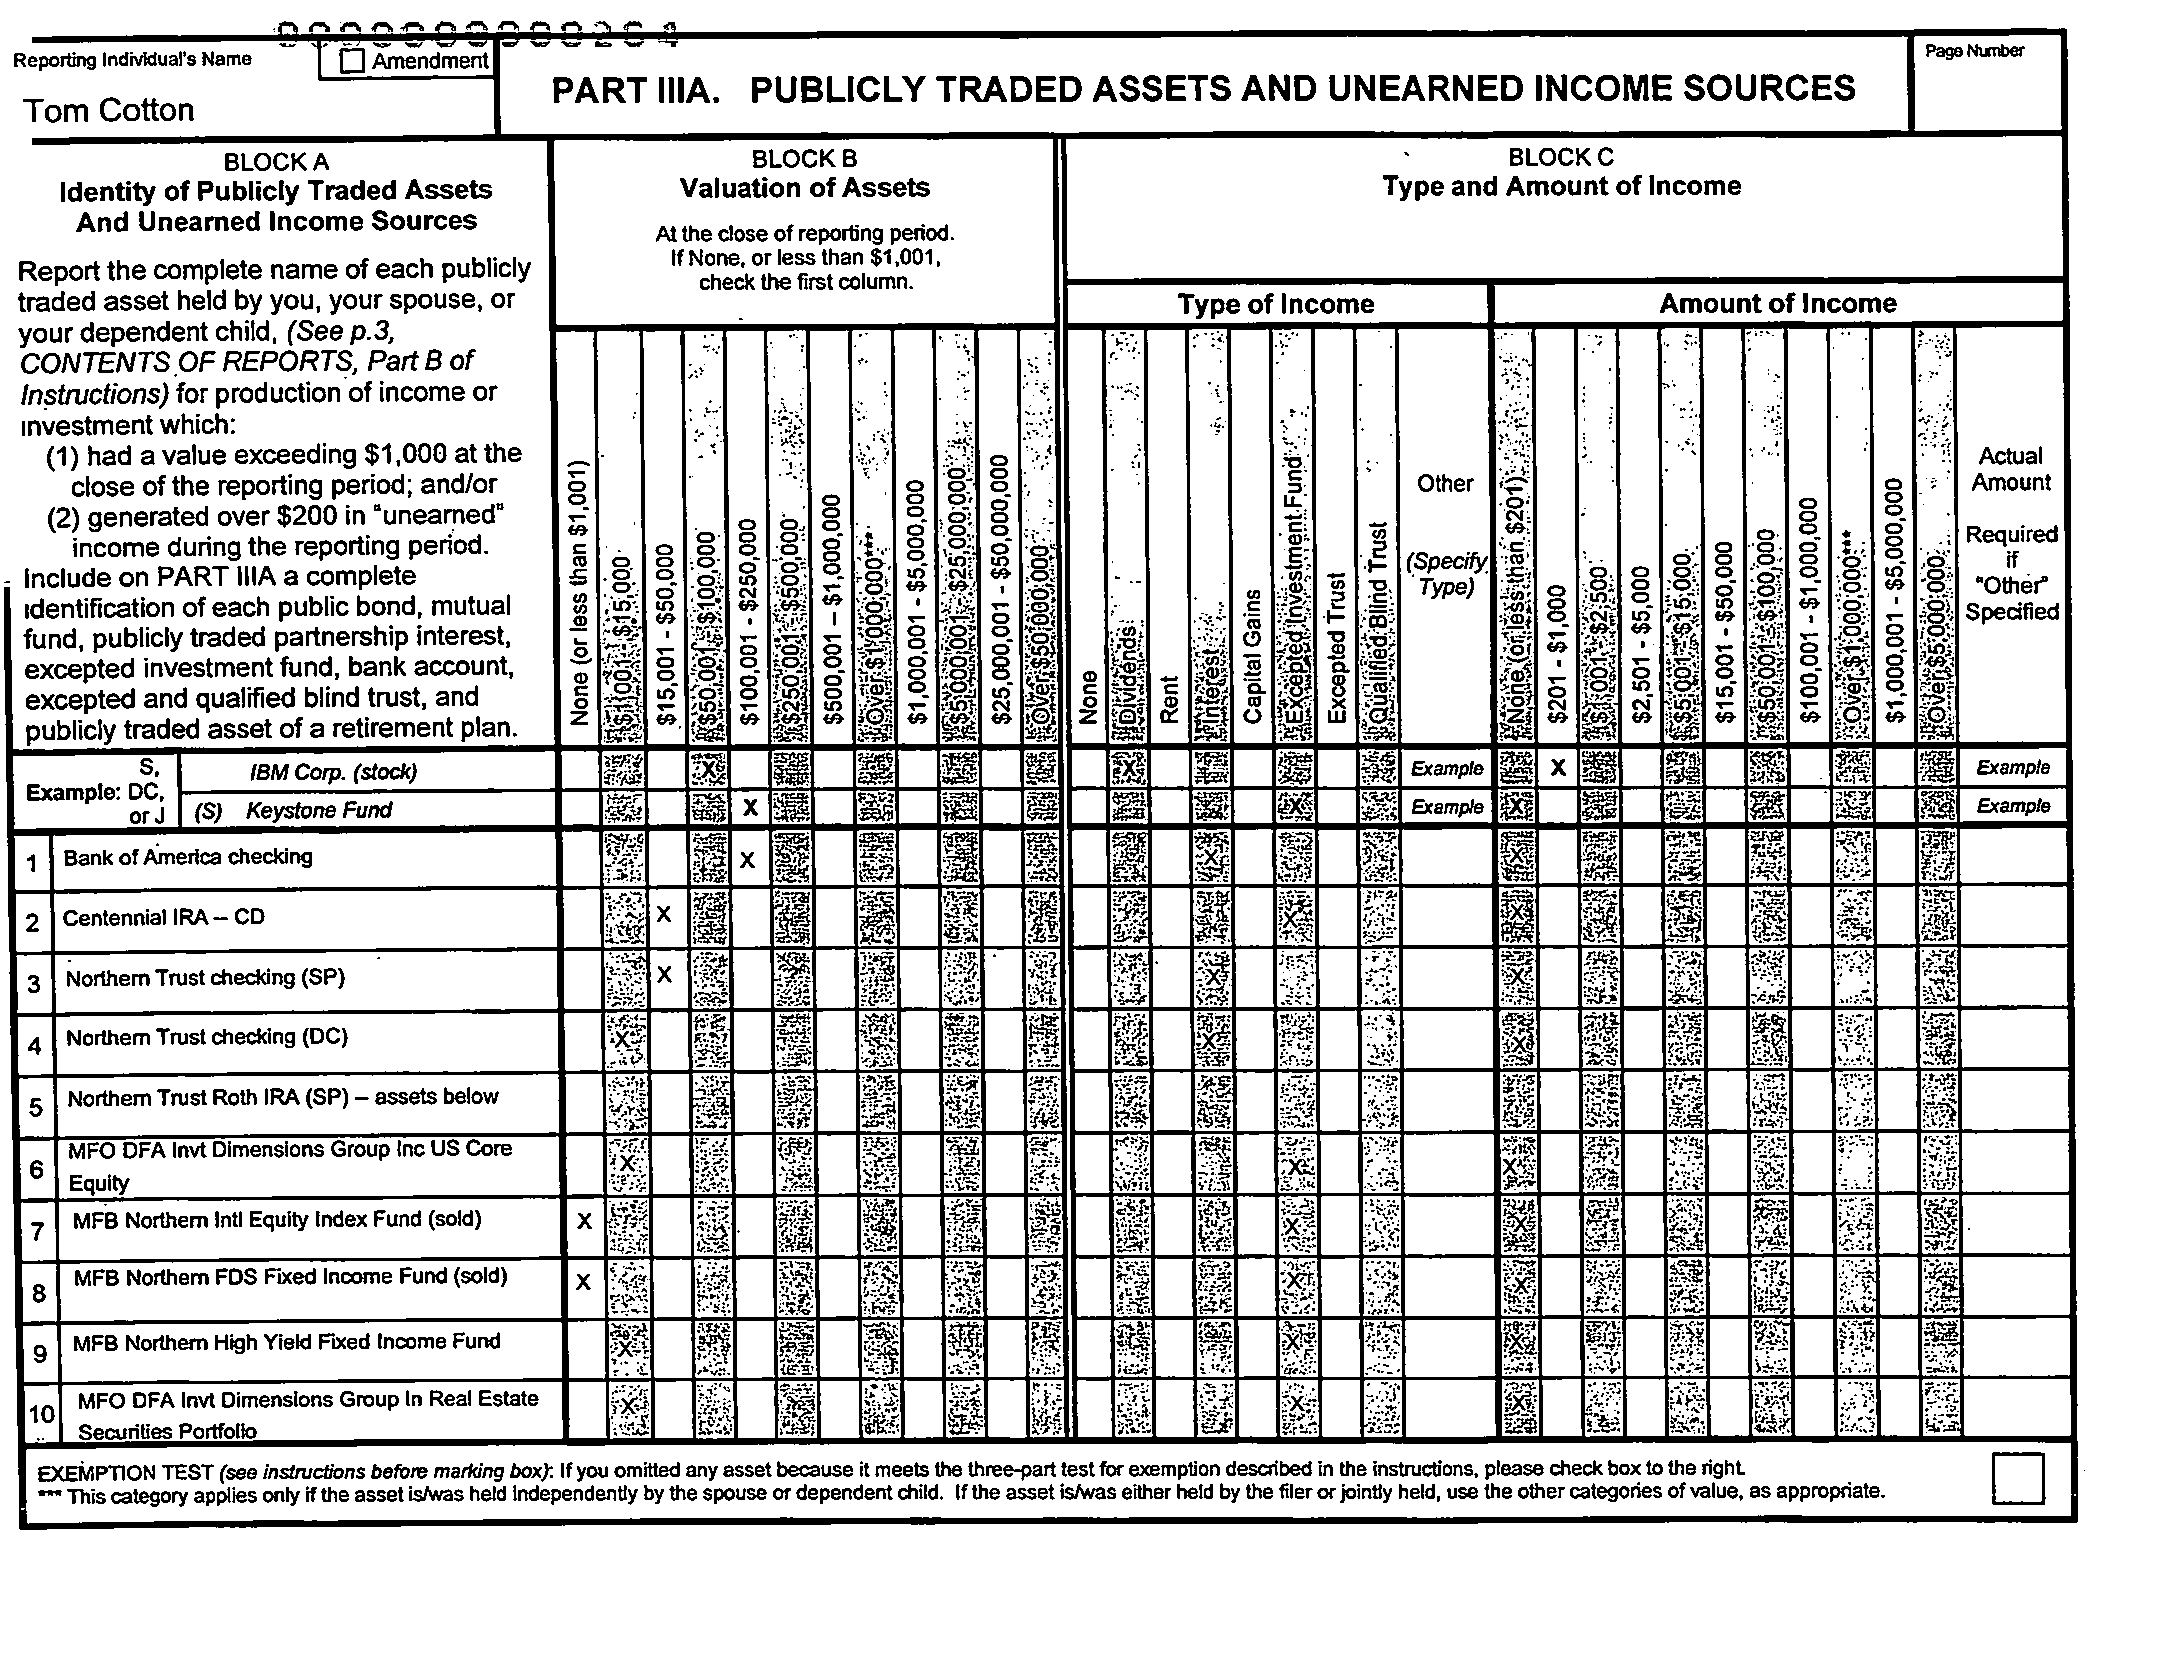 000000000264
Reporting Individual's Name
Amendment
Tom Cotton
PART IIIA. PUBLICLY TRADED ASSETS AND UNEARNED INCOME SOURCES
Page Number
BLOCK A
Identity of Publicly Traded Assets
And Unearned Income Sources
Report the complete name of each publicly
traded asset held by you, your spouse, or
your dependent child, (See p.3,
CONTENTS OF REPORTS, Part B of
Instructions) for production of income or
investment which:
(1) had a value exceeding $1,000 at the
close of the reporting period; and/or
(2) generated over $200 in "unearned"
income during the reporting period.
Include on PART IIIA a complete
identification of each public bond, mutual
fund, publicly traded partnership interest,
excepted investment fund, bank account,
excepted and qualified blind trust, and
publicly traded asset of a retirement plan.
BLOCK B
Valuation of Assets
At the close of reporting period.
If None, or less than $1,001,
check the first column.
None (or less than $1,001)
$1,001 - $15,000
$15,001 - $50,000
$50,001 - $100,000
$100,001 - $250,000
$250,001 - $500,000
$500,001 – $1,000,000
Over $1,000,000***
$1,000,001 - $5,000,000
$5,000,001 - $25,000,000
$25,000,001 - $50,000,000
Over $50,000,000
BLOCK C
Type and Amount of Income
Type of Income
None
Dividends
Rent
Interest
Capital Gains
Excepted Investment Fund
Excepted Trust
Qualified Blind Trust
Other
(Specify
Type)
Amount of Income
None (or less than $201)
$201 - $1,000
$1,001 - $2,500
$2,501 - $5,000
$5,001 - $15,000
$15,001 - $50,000
$50,001 - $100,000
$100,001 - $1,000,000
Over $1,000,000***
$1,000,001 - $5,000,000
Over $5,000,000
Actual
Amount
Required
if
"Other"
Specified
Example: S, DC, or J
IBM Corp. (stock) X X Example X Example
(S) Keystone Fund X X Example X Example
1 Bank of America checking X X X
2 Centennial IRA – CD X X X
3 Northern Trust checking (SP) X X X
4 Northern Trust checking (DC) X X X
5 Northern Trust Roth IRA (SP) – assets below
6 MFO DFA Invt Dimensions Group Inc US Core
Equity X X X
7 MFB Northern Intl Equity Index Fund (sold) X X X
8 MFB Northern FDS Fixed Income Fund (sold) X X X
9 MFB Northern High Yield Fixed Income Fund X X X
10 MFO DFA Invt Dimensions Group In Real Estate
Securities Portfolio X X X
EXEMPTION TEST (see instructions before marking box): If you omitted any asset because it meets the three-part test for exemption described in the instructions, please check box to the right.
*** This category applies only if the asset is/was held independently by the spouse or dependent child. If the asset is/was either held by the filer or jointly held, use the other categories of value, as appropriate.